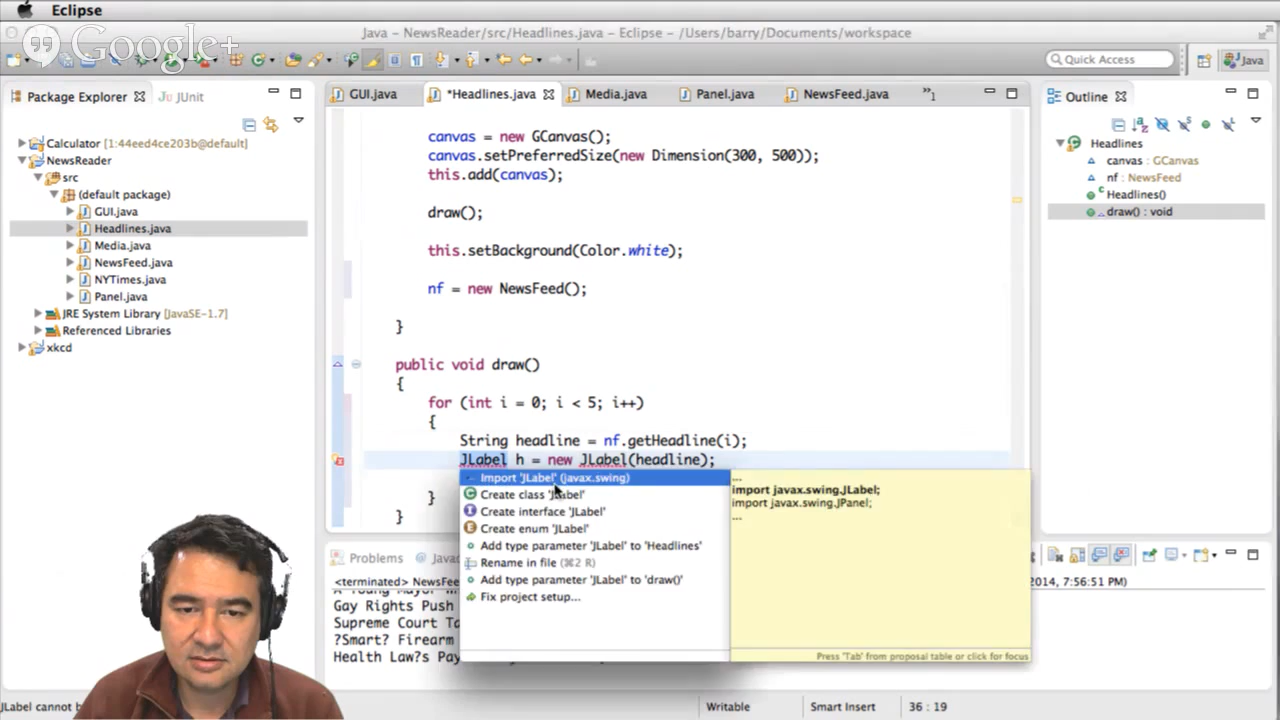 Eclipse
Google+
Java – NewsReader/src/Headlines.java – Eclipse – /Users/barry/Documents/workspace
Quick Access
Java
Package Explorer
JUnit
GUI.java
*Headlines.java
Media.java
Panel.java
NewsFeed.java
»1
Outline
Calculator [1:44eed4ce203b@default]
NewsReader
src
(default package)
GUI.java
Headlines.java
Media.java
NewsFeed.java
NYTimes.java
Panel.java
JRE System Library [JavaSE-1.7]
Referenced Libraries
xkcd
canvas = new GCanvas();
canvas.setPreferredSize(new Dimension(300, 500));
this.add(canvas);
draw();
this.setBackground(Color.white);
nf = new NewsFeed();
}
public void draw()
{
for (int i = 0; i < 5; i++)
{
String headline = nf.getHeadline(i);
JLabel h = new JLabel(headline);
}
}
Import 'JLabel' (javax.swing)
Create class 'JLabel'
Create interface 'JLabel'
Create enum 'JLabel'
Add type parameter 'JLabel' to 'Headlines'
Rename in file (⌘2 R)
Add type parameter 'JLabel' to 'draw()'
Fix project setup...
...
import javax.swing.JLabel;
import javax.swing.JPanel;
...
Press 'Tab' from proposal table or click for focus
Headlines
canvas : GCanvas
nf : NewsFeed
Headlines()
draw() : void
Problems
@
<terminated> NewsFee
2014, 7:56:51 PM)
Gay Rights Push
Supreme Court Ta
?Smart? Firearm
Health Law?s Pay
JLabel cannot b
Writable
Smart Insert
36 : 19